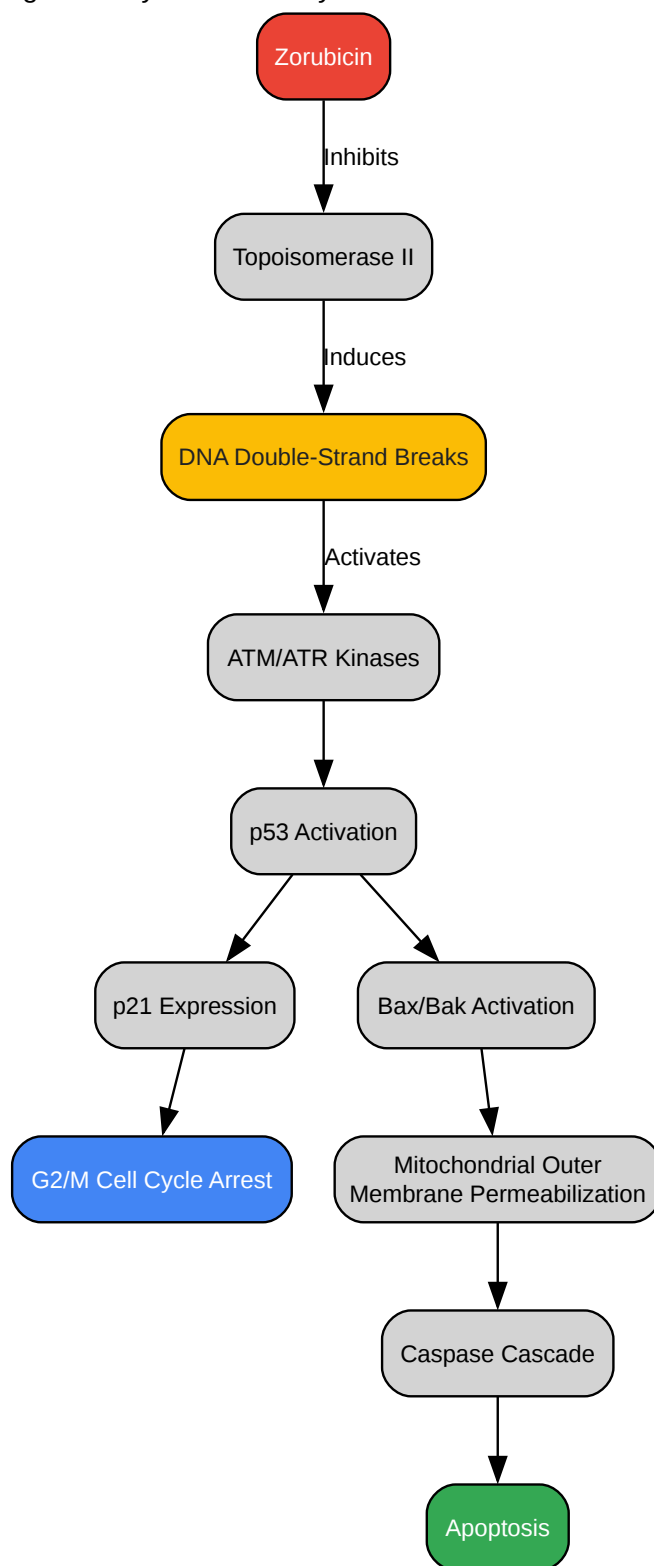 Zorubicin
Inhibits
Topoisomerase II
Induces
DNA Double-Strand Breaks
Activates
ATM/ATR Kinases
p53 Activation
p21 Expression
Bax/Bak Activation
G2/M Cell Cycle Arrest
Mitochondrial Outer
Membrane Permeabilization
Caspase Cascade
Apoptosis